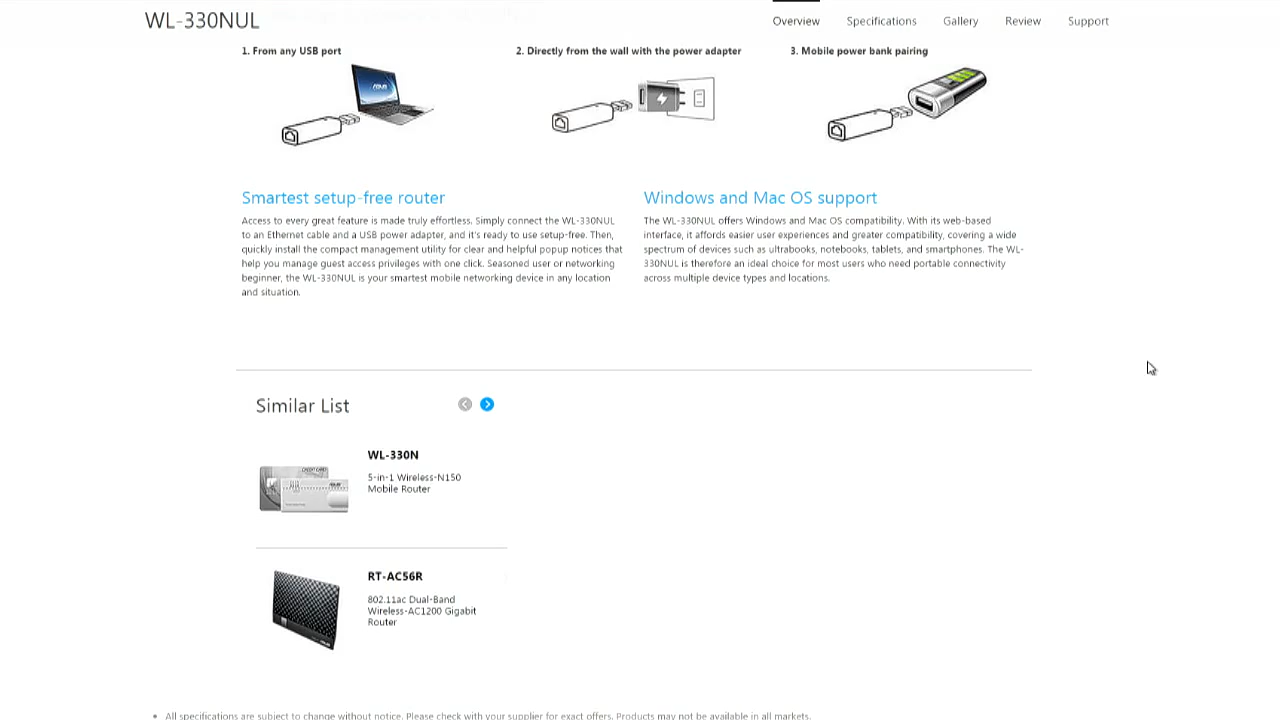 WL-330NUL
Overview Specifications Gallery Review Support
1. From any USB port
2. Directly from the wall with the power adapter
3. Mobile power bank pairing
Smartest setup-free router
Access to every great feature is made truly effortless. Simply connect the WL-330NUL
to an Ethernet cable and a USB power adapter, and it's ready to use setup-free. Then,
quickly install the compact management utility for clear and helpful popup notices that
help you manage guest access privileges with one click. Seasoned user or networking
beginner, the WL-330NUL is your smartest mobile networking device in any location
and situation.
Windows and Mac OS support
The WL-330NUL offers Windows and Mac OS compatibility. With its web-based
interface, it affords easier user experiences and greater compatibility, covering a wide
spectrum of devices such as ultrabooks, notebooks, tablets, and smartphones. The WL-
330NUL is therefore an ideal choice for most users who need portable connectivity
across multiple device types and locations.
Similar List
WL-330N
5-in-1 Wireless-N150
Mobile Router
RT-AC56R
802.11ac Dual-Band
Wireless-AC1200 Gigabit
Router
• All specifications are subject to change without notice. Please check with your supplier for exact offers. Products may not be available in all markets.